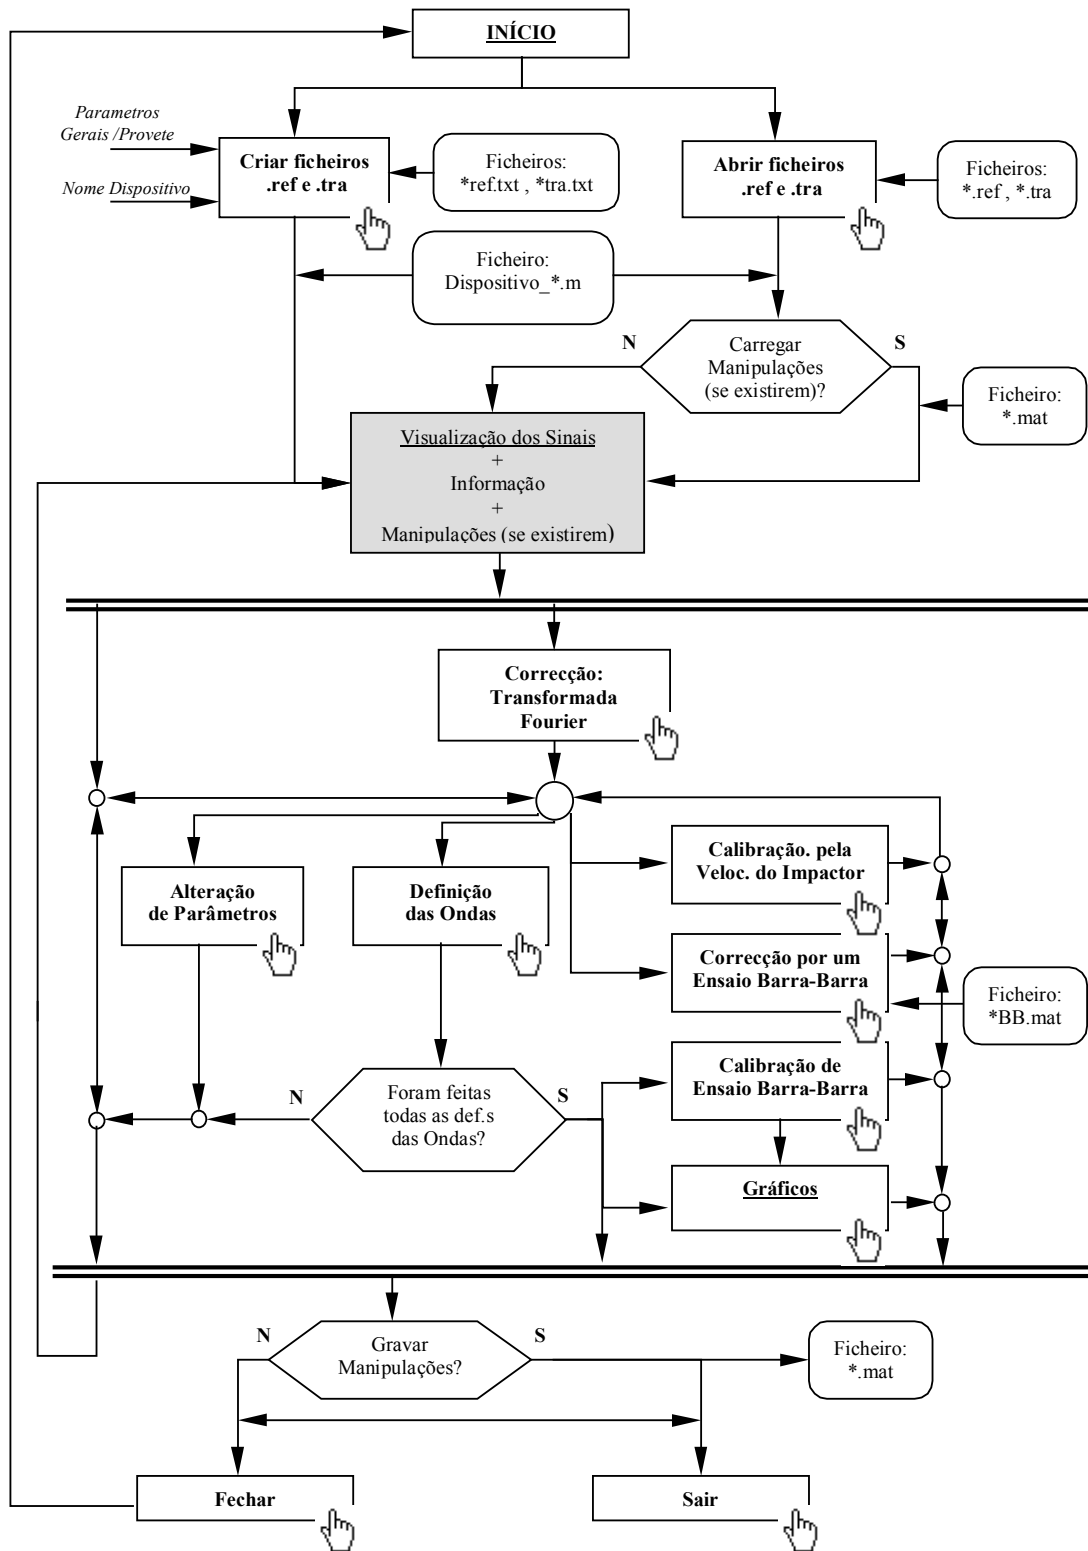 INÍCIO
Parametros
Gerais /Provete
Nome Dispositivo
Criar ficheiros
.ref e .tra
Ficheiros:
*ref.txt , *tra.txt
Abrir ficheiros
.ref e .tra
Ficheiros:
*.ref , *.tra
Ficheiro:
Dispositivo_*.m
N
Carregar
Manipulações
(se existirem)?
S
Ficheiro:
*.mat
Visualização dos Sinais
+
Informação
+
Manipulações (se existirem)
Correcção:
Transformada
Fourier
Alteração
de Parâmetros
Definição
das Ondas
Calibração. pela
Veloc. do Impactor
Correcção por um
Ensaio Barra-Barra
Ficheiro:
*BB.mat
Calibração de
Ensaio Barra-Barra
N
Foram feitas
todas as def.s
das Ondas?
S
Gráficos
N
Gravar
Manipulações?
S
Ficheiro:
*.mat
Fechar
Sair